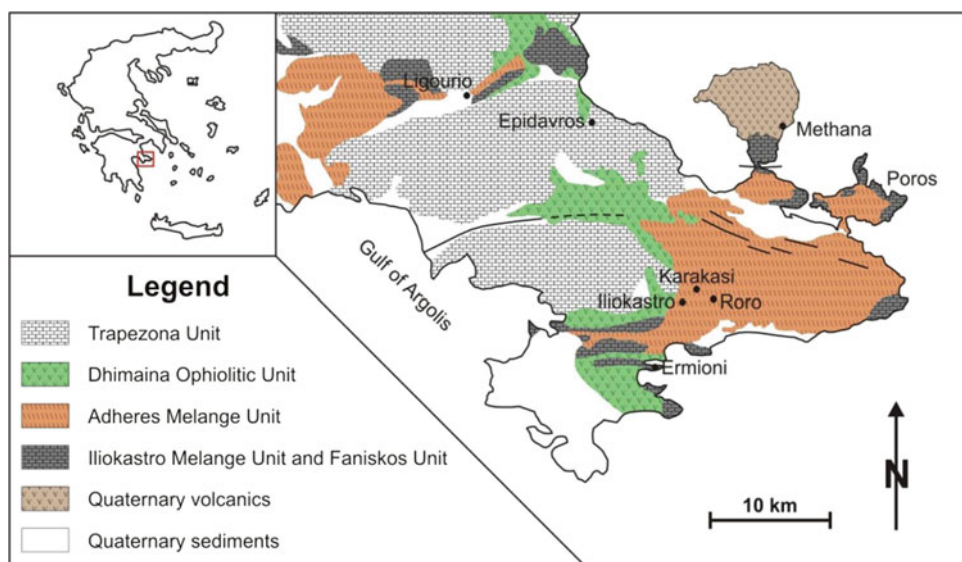 Ligourio
Epidavros
Methana
Poros
Gulf of Argolis
Karakasi
Iliokastro
Roro
Ermioni
Legend
Trapezona Unit
Dhimaina Ophiolitic Unit
Adheres Melange Unit
Iliokastro Melange Unit and Faniskos Unit
Quaternary volcanics
Quaternary sediments
10 km
N